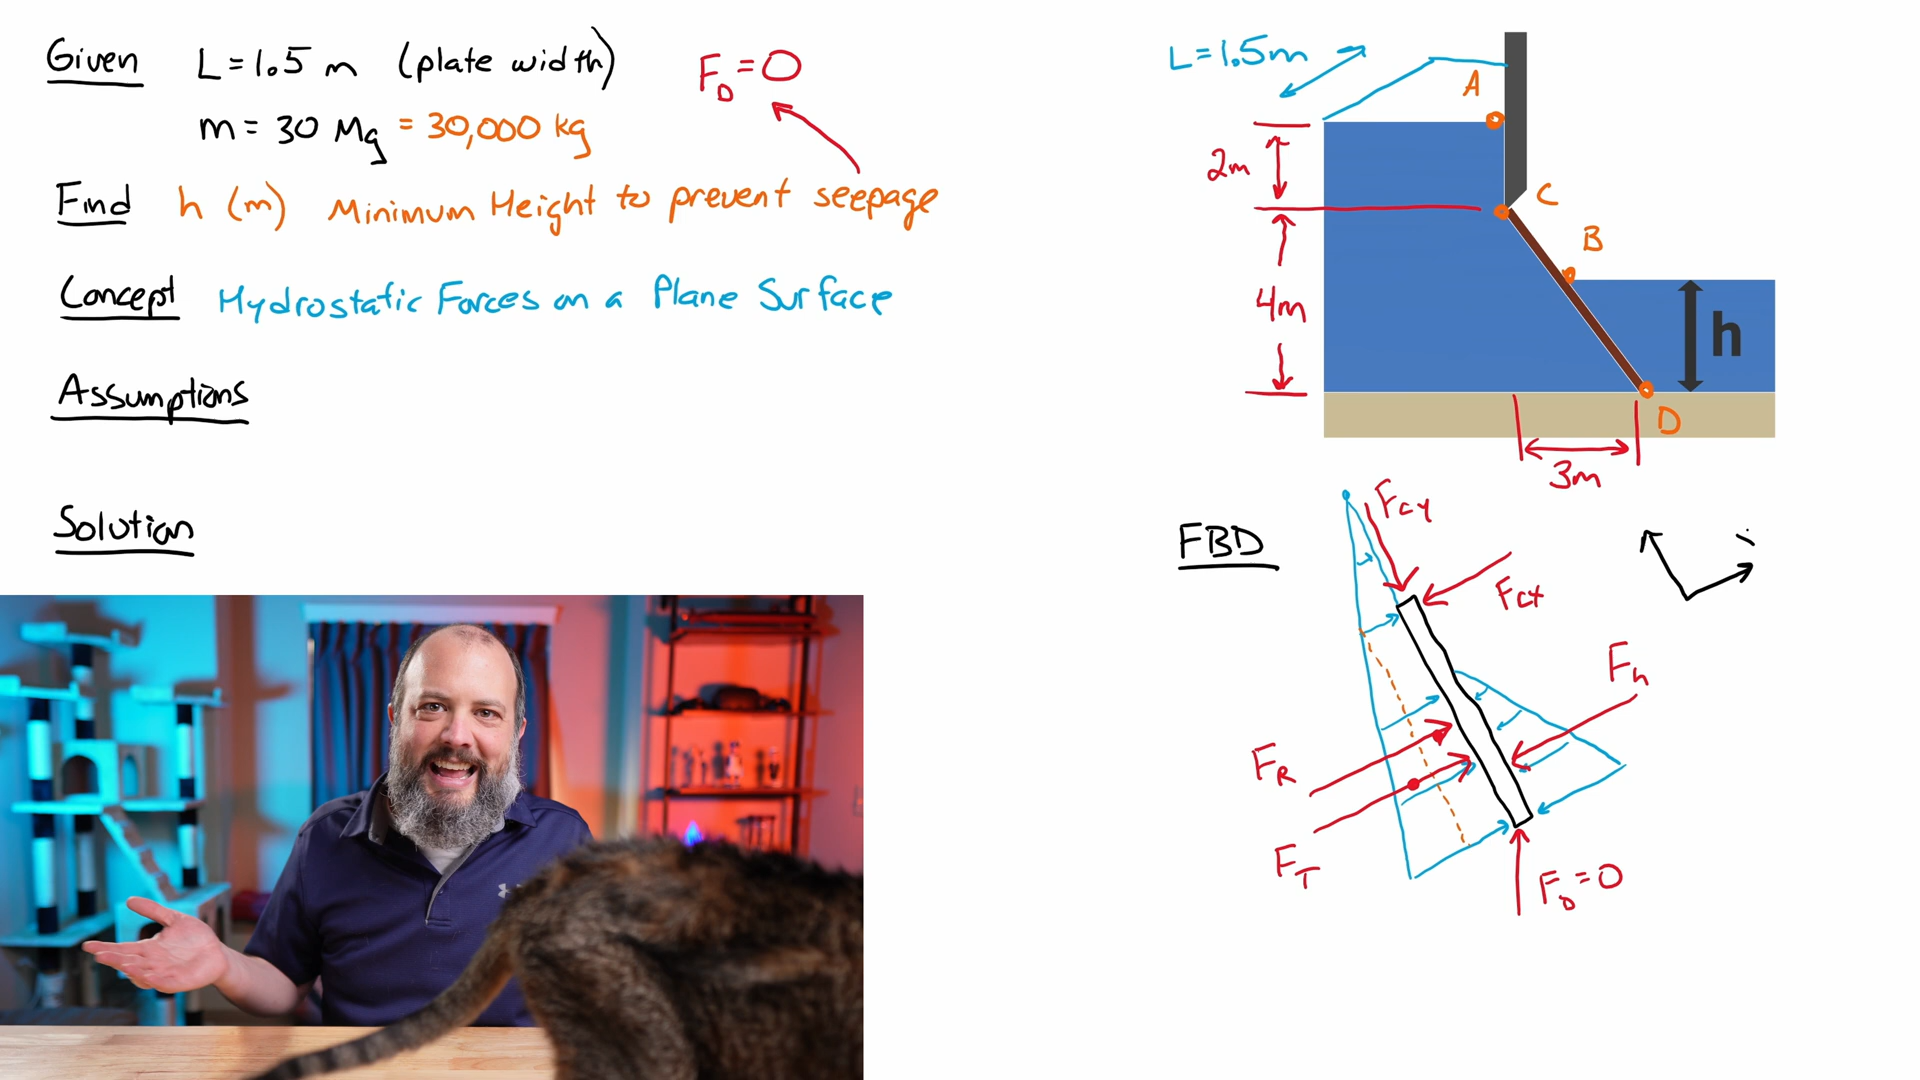 Given L = 1.5 m (plate width)
m = 30 Mg = 30,000 kg
F_D = 0
Find h (m) Minimum Height to prevent seepage
Concept Hydrostatic Forces on a Plane Surface
Assumptions
Solution
L = 1.5m
A
2m
C
B
4m
h
D
3m
FBD
F_CY
F_CX
F_h
F_R
F_T
F_D = 0